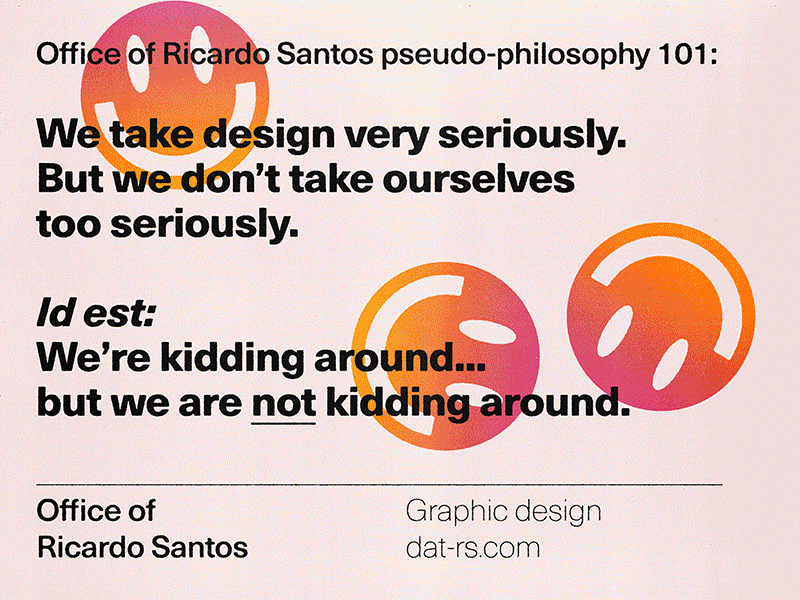 Office of Ricardo Santos pseudo-philosophy 101:
We take design very seriously.
But we don’t take ourselves
too seriously.
Id est:
We’re kidding around...
but we are not kidding around.
Office of
Ricardo Santos
Graphic design
dat-rs.com